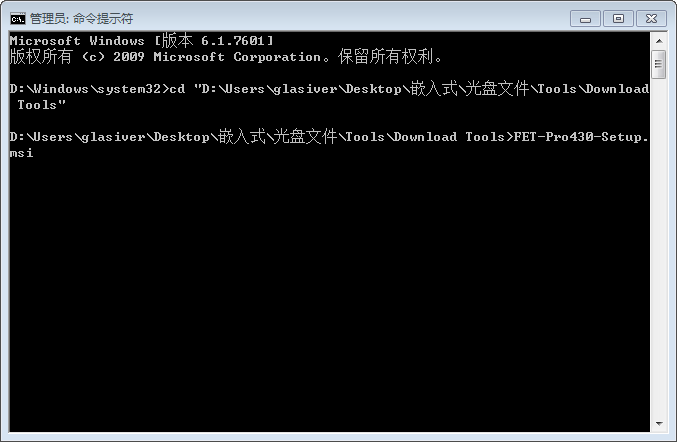 管理员: 命令提示符
Microsoft Windows [版本 6.1.7601]
版权所有 (c) 2009 Microsoft Corporation。保留所有权利。
D:\Windows\system32>cd "D:\Users\glasiver\Desktop\嵌入式\光盘文件\Tools\Download
 Tools"
D:\Users\glasiver\Desktop\嵌入式\光盘文件\Tools\Download Tools>FET-Pro430-Setup.
msi